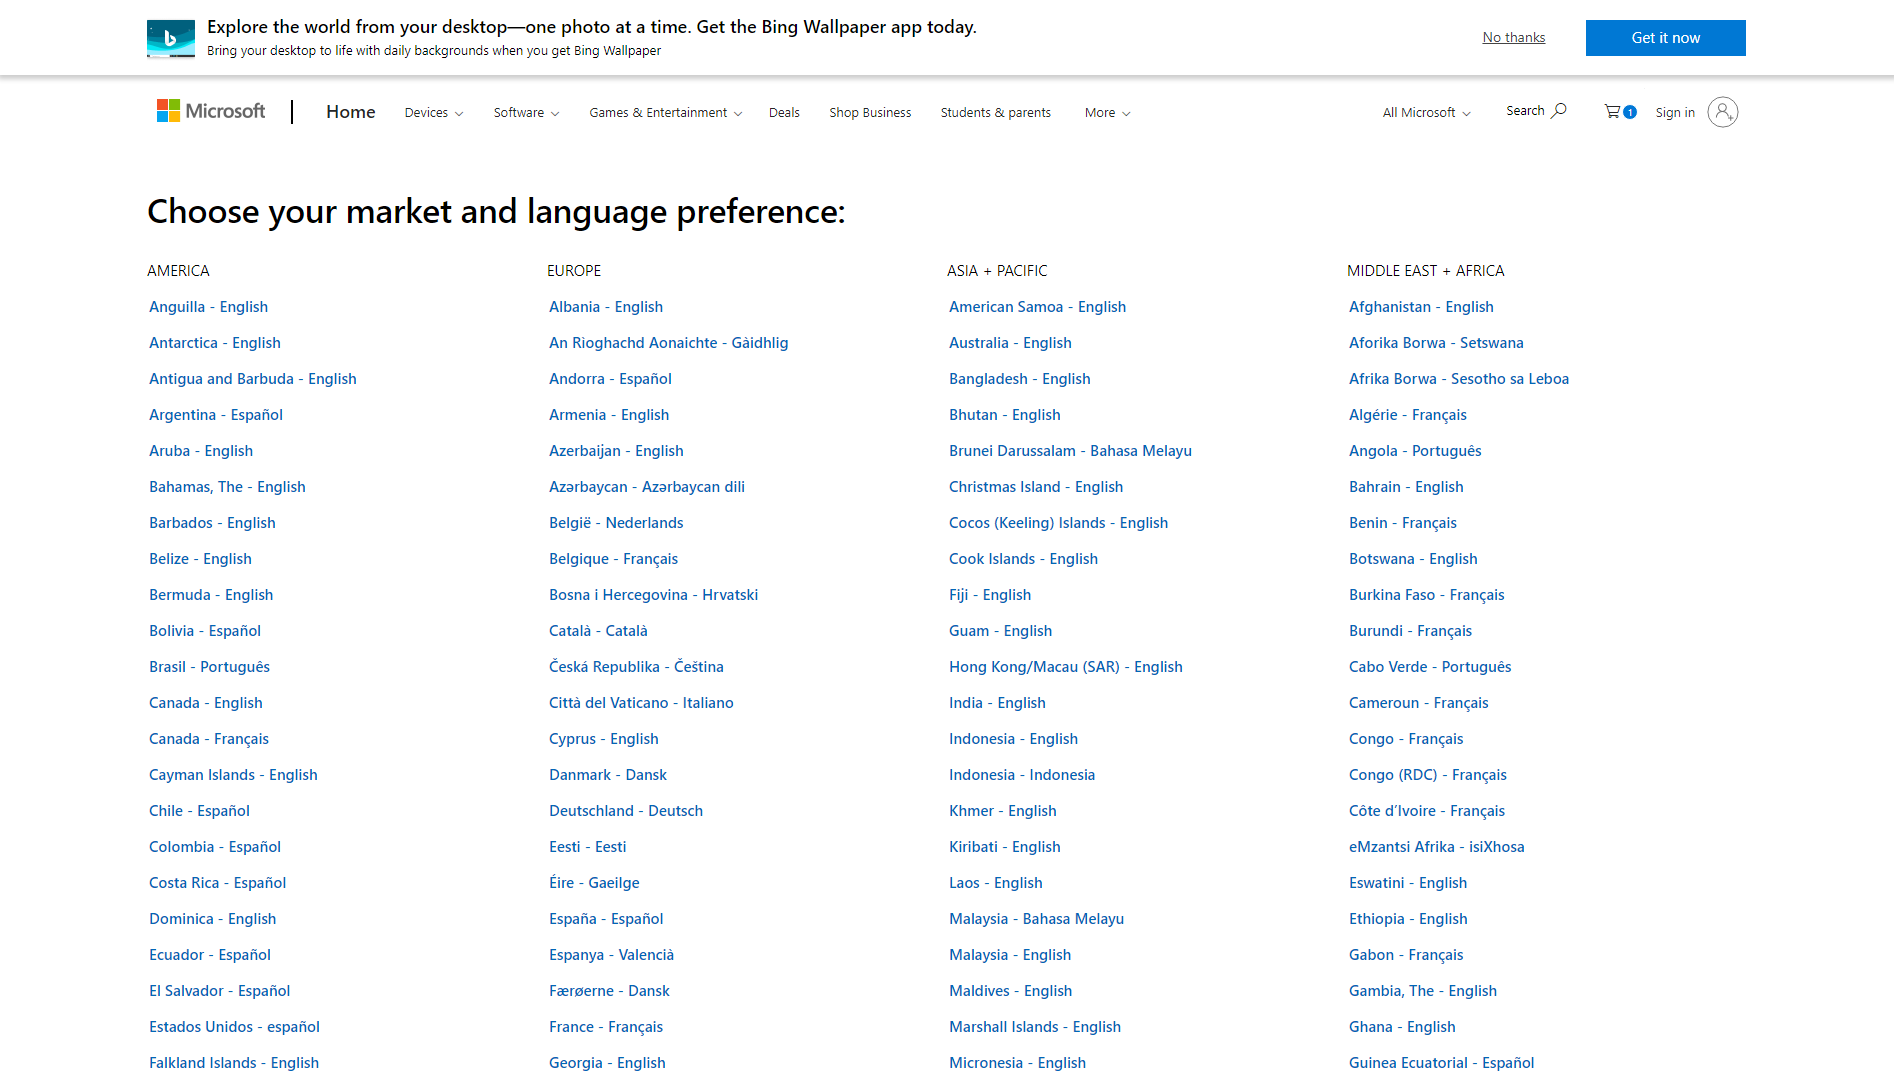 Explore the world from your desktop—one photo at a time. Get the Bing Wallpaper app today.
Bring your desktop to life with daily backgrounds when you get Bing Wallpaper
No thanks
Get it now
Microsoft
Home
Devices
Software
Games & Entertainment
Deals
Shop Business
Students & parents
More
All Microsoft
Search
1
Sign in
Choose your market and language preference:
AMERICA
Anguilla - English
Antarctica - English
Antigua and Barbuda - English
Argentina - Español
Aruba - English
Bahamas, The - English
Barbados - English
Belize - English
Bermuda - English
Bolivia - Español
Brasil - Português
Canada - English
Canada - Français
Cayman Islands - English
Chile - Español
Colombia - Español
Costa Rica - Español
Dominica - English
Ecuador - Español
El Salvador - Español
Estados Unidos - español
Falkland Islands - English
EUROPE
Albania - English
An Rìoghachd Aonaichte - Gàidhlig
Andorra - Español
Armenia - English
Azerbaijan - English
Azərbaycan - Azərbaycan dili
België - Nederlands
Belgique - Français
Bosna i Hercegovina - Hrvatski
Català - Català
Česká Republika - Čeština
Città del Vaticano - Italiano
Cyprus - English
Danmark - Dansk
Deutschland - Deutsch
Eesti - Eesti
Éire - Gaeilge
España - Español
Espanya - Valencià
Færøerne - Dansk
France - Français
Georgia - English
ASIA + PACIFIC
American Samoa - English
Australia - English
Bangladesh - English
Bhutan - English
Brunei Darussalam - Bahasa Melayu
Christmas Island - English
Cocos (Keeling) Islands - English
Cook Islands - English
Fiji - English
Guam - English
Hong Kong/Macau (SAR) - English
India - English
Indonesia - English
Indonesia - Indonesia
Khmer - English
Kiribati - English
Laos - English
Malaysia - Bahasa Melayu
Malaysia - English
Maldives - English
Marshall Islands - English
Micronesia - English
MIDDLE EAST + AFRICA
Afghanistan - English
Aforika Borwa - Setswana
Afrika Borwa - Sesotho sa Leboa
Algérie - Français
Angola - Português
Bahrain - English
Benin - Français
Botswana - English
Burkina Faso - Français
Burundi - Français
Cabo Verde - Português
Cameroun - Français
Congo - Français
Congo (RDC) - Français
Côte d’Ivoire - Français
eMzantsi Afrika - isiXhosa
Eswatini - English
Ethiopia - English
Gabon - Français
Gambia, The - English
Ghana - English
Guinea Ecuatorial - Español